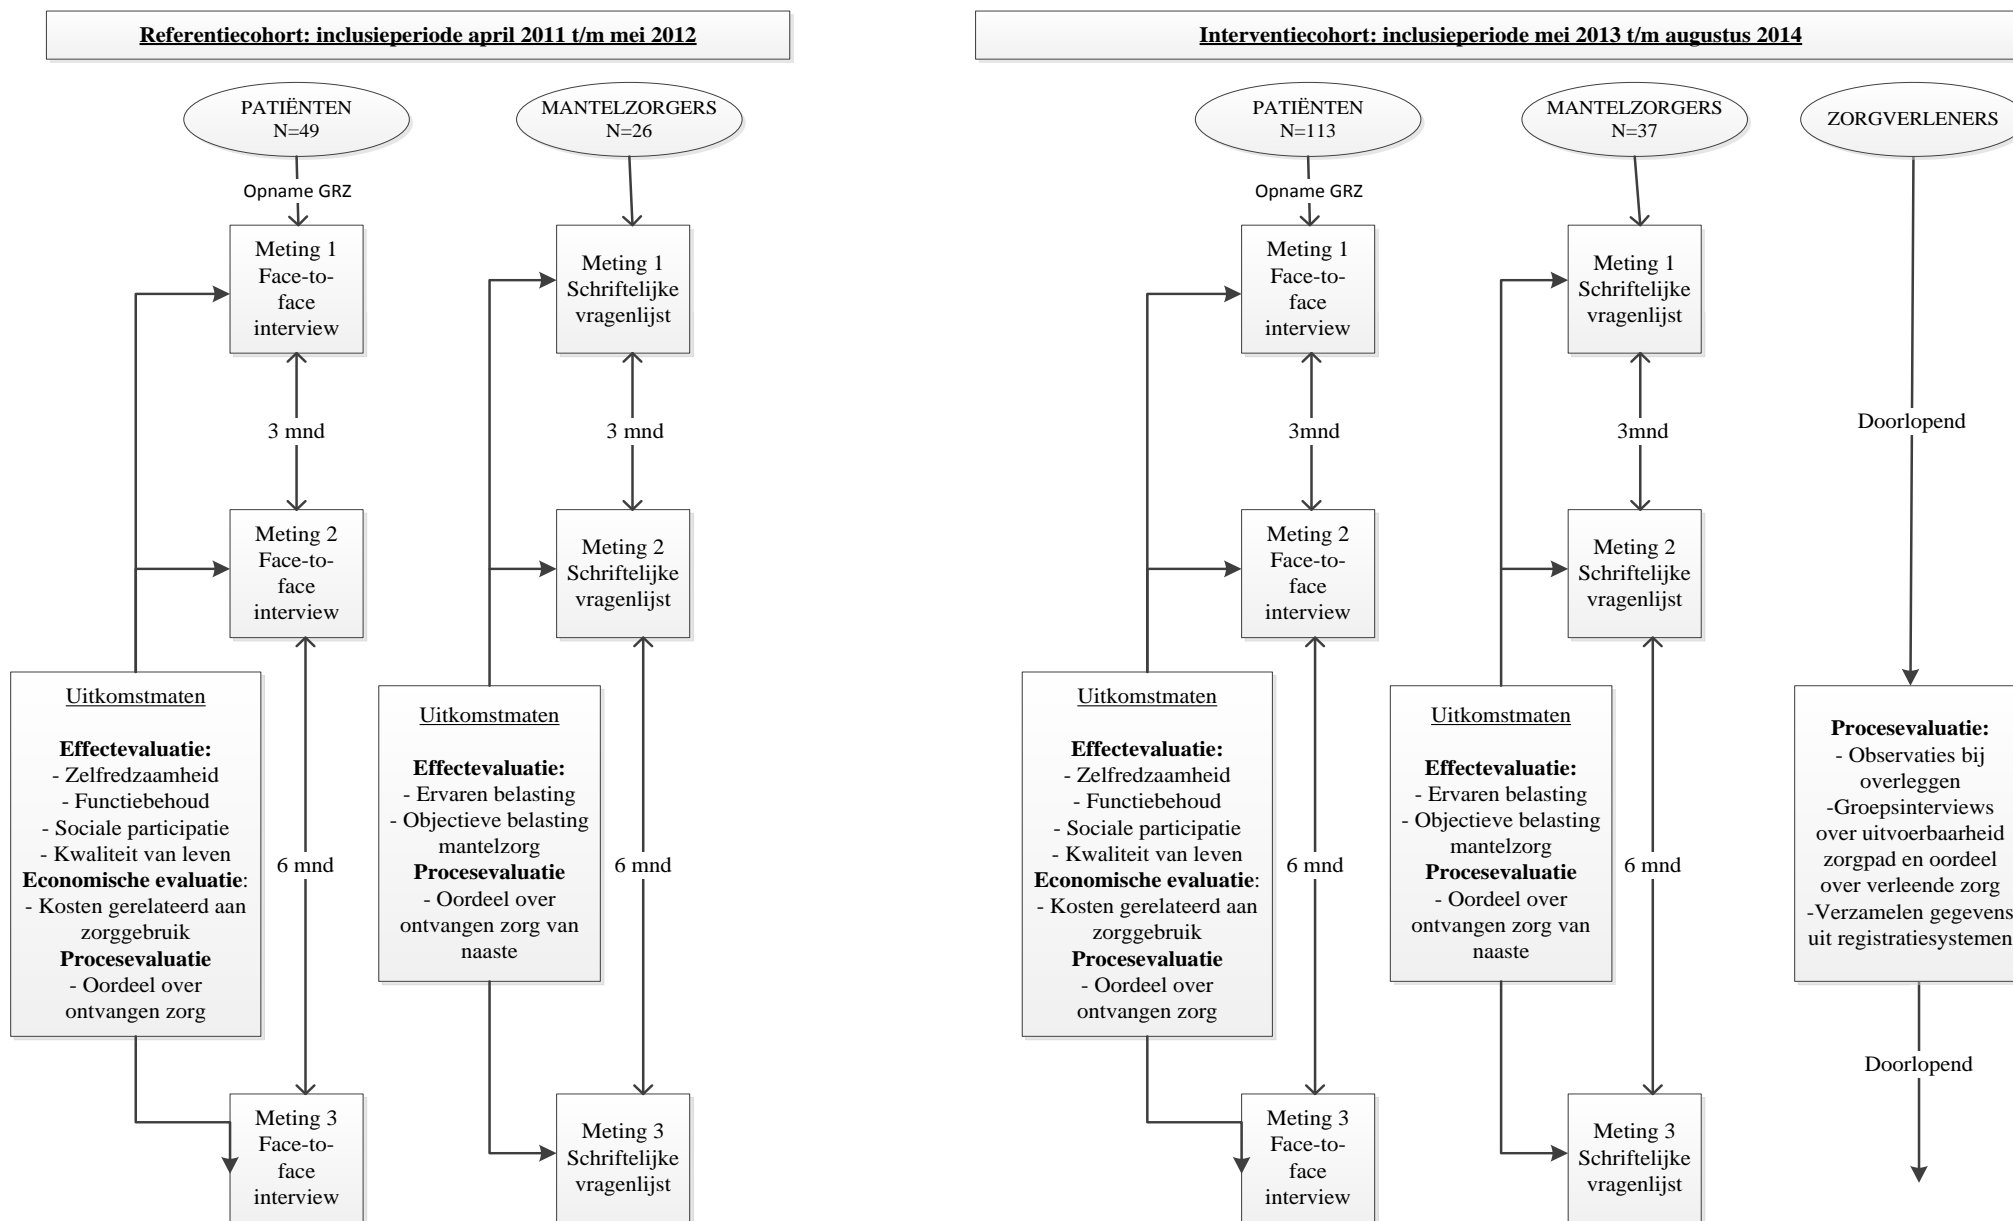 Referentiecohort: inclusieperiode april 2011 t/m mei 2012
PATIËNTEN
N=49
MANTELZORGERS
N=26
Opname GRZ
Meting 1
Face-to-
face
interview
Meting 1
Schriftelijke
vragenlijst
3 mnd
3 mnd
Meting 2
Face-to-
face
interview
Meting 2
Schriftelijke
vragenlijst
Uitkomstmaten
Effectevaluatie:
- Zelfredzaamheid
- Functiebehoud
- Sociale participatie
- Kwaliteit van leven
Economische evaluatie:
- Kosten gerelateerd aan
zorggebruik
Procesevaluatie
- Oordeel over
ontvangen zorg
6 mnd
Uitkomstmaten
Effectevaluatie:
- Ervaren belasting
- Objectieve belasting
mantelzorg
Procesevaluatie
- Oordeel over
ontvangen zorg van
naaste
6 mnd
Meting 3
Face-to-
face
interview
Meting 3
Schriftelijke
vragenlijst
Interventiecohort: inclusieperiode mei 2013 t/m augustus 2014
PATIËNTEN
N=113
MANTELZORGERS
N=37
ZORGVERLENERS
Opname GRZ
Meting 1
Face-to-
face
interview
Meting 1
Schriftelijke
vragenlijst
3mnd
3mnd
Doorlopend
Meting 2
Face-to-
face
interview
Meting 2
Schriftelijke
vragenlijst
Uitkomstmaten
Effectevaluatie:
- Zelfredzaamheid
- Functiebehoud
- Sociale participatie
- Kwaliteit van leven
Economische evaluatie:
- Kosten gerelateerd aan
zorggebruik
Procesevaluatie
- Oordeel over
ontvangen zorg
6 mnd
Uitkomstmaten
Effectevaluatie:
- Ervaren belasting
- Objectieve belasting
mantelzorg
Procesevaluatie
- Oordeel over
ontvangen zorg van
naaste
6 mnd
Procesevaluatie:
- Observaties bij
overleggen
-Groepsinterviews
over uitvoerbaarheid
zorgpad en oordeel
over verleende zorg
-Verzamelen gegevens
uit registratiesystemen
Doorlopend
Meting 3
Face-to-
face
interview
Meting 3
Schriftelijke
vragenlijst